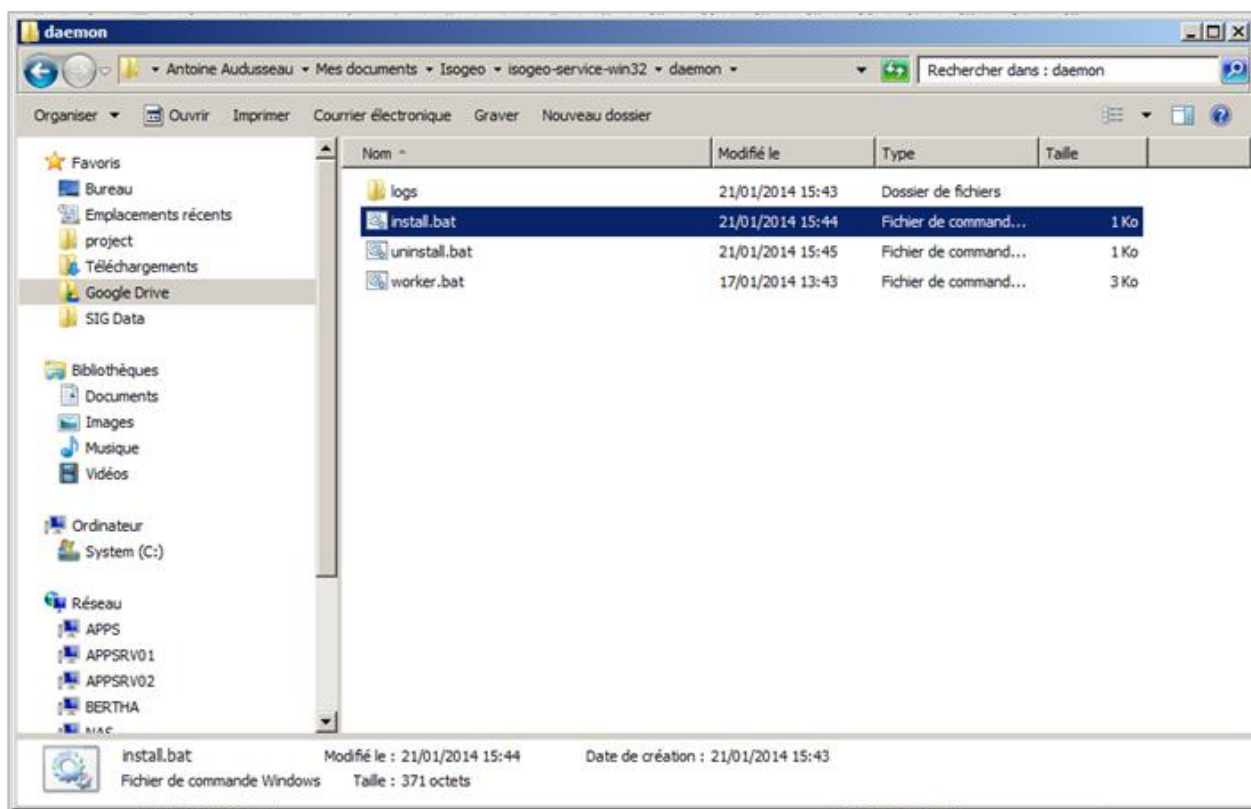 daemon
Antoine Audusseau Mes documents Isogeo isogeo-service-win32 daemon
Rechercher dans : daemon
Organiser Ouvrir Imprimer Courrier électronique Graver Nouveau dossier
Favoris
Bureau
Emplacements récents
project
Téléchargements
Google Drive
SIG Data
Bibliothèques
Documents
Images
Musique
Vidéos
Ordinateur
System (C:)
Réseau
APPS
APPSRV01
APPSRV02
BERTHA
NAS
Nom Modifié le Type Taille
logs 21/01/2014 15:43 Dossier de fichiers
install.bat 21/01/2014 15:44 Fichier de command... 1 Ko
uninstall.bat 21/01/2014 15:45 Fichier de command... 1 Ko
worker.bat 17/01/2014 13:43 Fichier de command... 3 Ko
install.bat Modifié le : 21/01/2014 15:44 Date de création : 21/01/2014 15:43
Fichier de commande Windows Taille : 371 octets